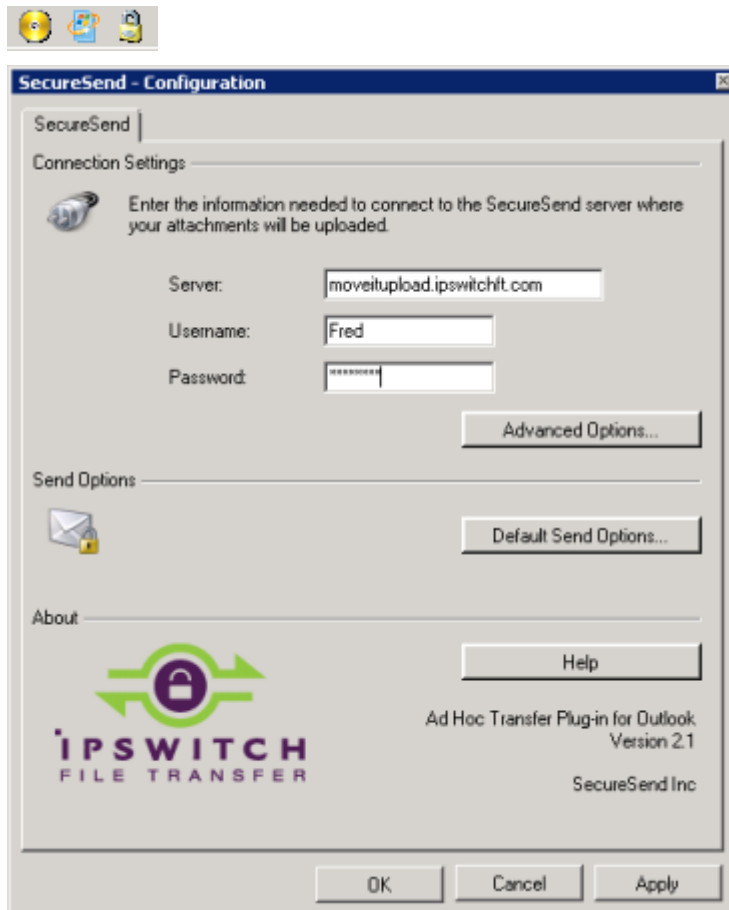 SecureSend - Configuration
SecureSend
Connection Settings
Enter the information needed to connect to the SecureSend server where
your attachments will be uploaded.
Server:
moveitupload.ipswitchft.com
Username:
Fred
Password:
********
Advanced Options...
Send Options
Default Send Options...
About
Help
IPSWITCH
FILE TRANSFER
Ad Hoc Transfer Plug-in for Outlook
Version 2.1
SecureSend Inc
OK
Cancel
Apply